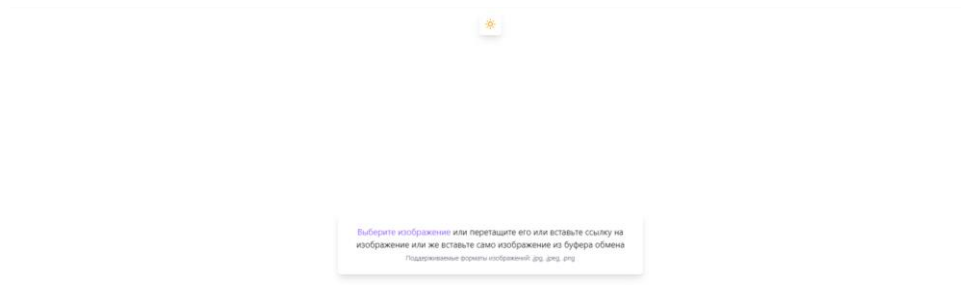 Выберите изображение или перетащите его или вставьте ссылку на
изображение или же вставьте само изображение из буфера обмена
Поддерживаемые форматы изображений: .jpg, .jpeg, .png